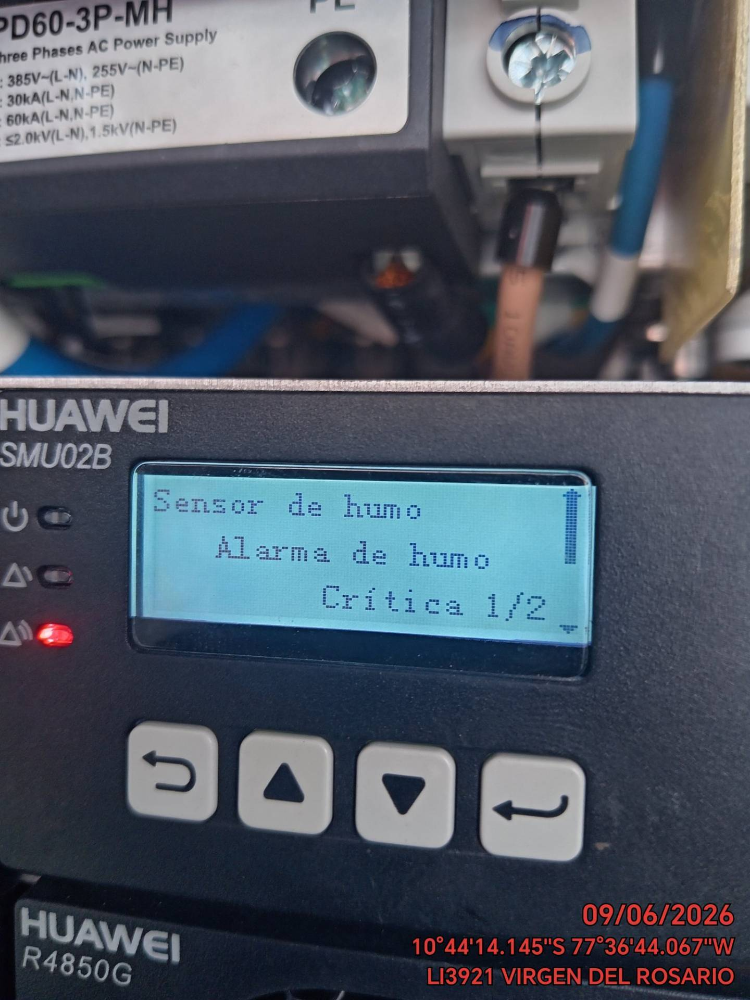 PD60-3P-MH
PE
Three Phases AC Power Supply
: 385V~(L-N), 255V~(N-PE)
: 30kA(L-N,N-PE)
: 60kA(L-N,N-PE)
: ≤2.0kV(L-N),1.5kV(N-PE)
HUAWEI
SMU02B
Sensor de humo
Alarma de humo
Crítica 1/2
HUAWEI
R4850G
09/06/2026
10°44'14.145"S 77°36'44.067"W
LI3921 VIRGEN DEL ROSARIO